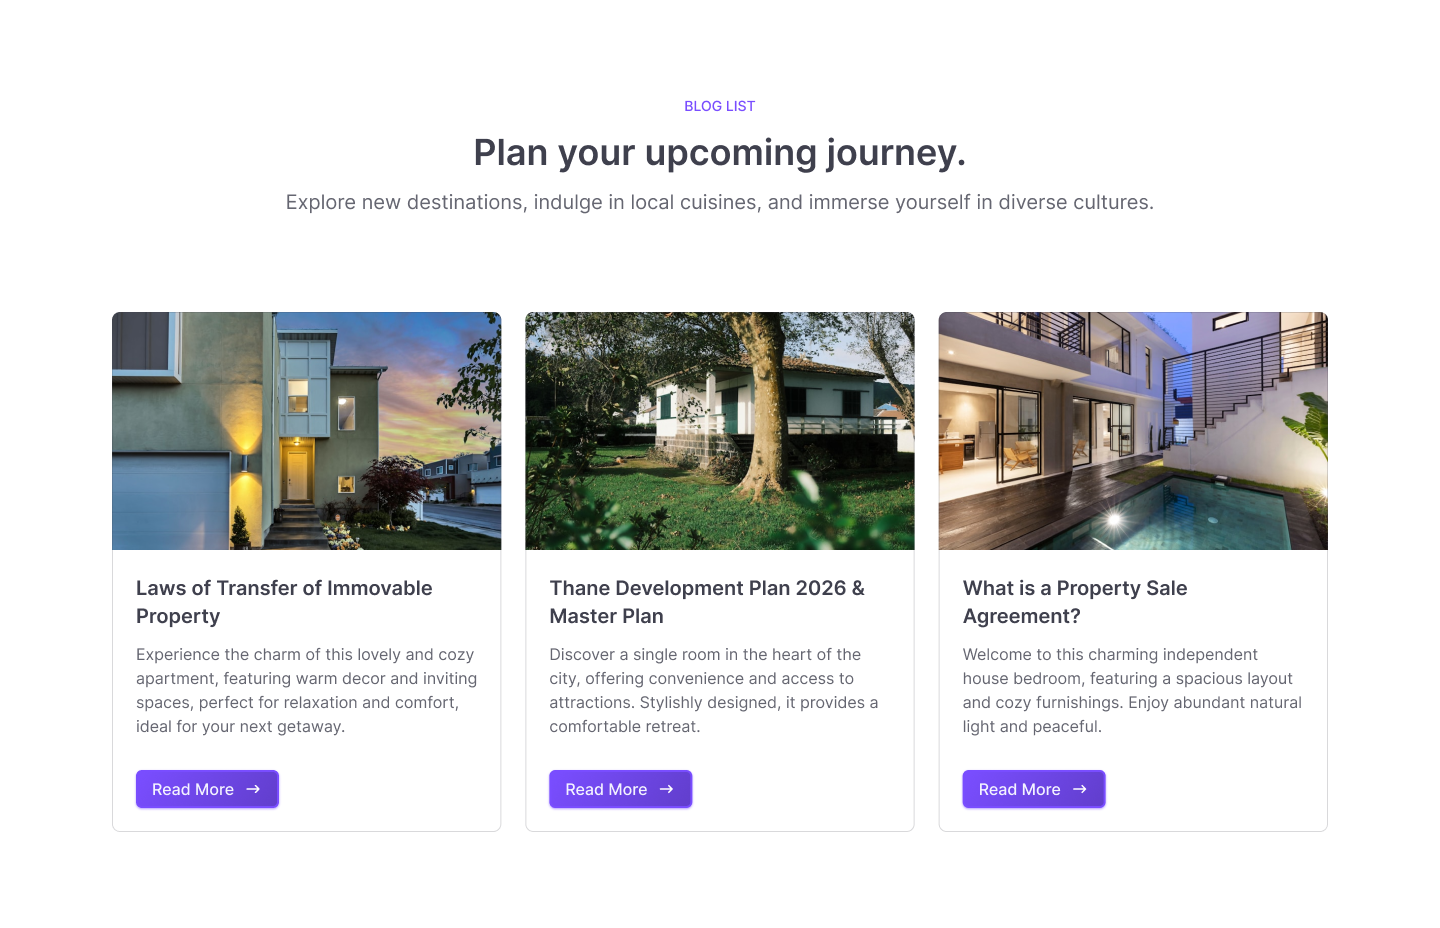 BLOG LIST
Plan your upcoming journey.
Explore new destinations, indulge in local cuisines, and immerse yourself in diverse cultures.
Laws of Transfer of Immovable
Property
Experience the charm of this lovely and cozy
apartment, featuring warm decor and inviting
spaces, perfect for relaxation and comfort,
ideal for your next getaway.
Read More →
Thane Development Plan 2026 &
Master Plan
Discover a single room in the heart of the
city, offering convenience and access to
attractions. Stylishly designed, it provides a
comfortable retreat.
Read More →
What is a Property Sale
Agreement?
Welcome to this charming independent
house bedroom, featuring a spacious layout
and cozy furnishings. Enjoy abundant natural
light and peaceful.
Read More →